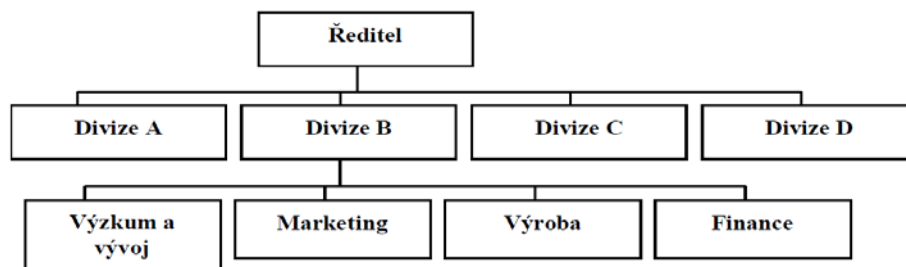 Ředitel
Divize A
Divize B
Divize C
Divize D
Výzkum a
vývoj
Marketing
Výroba
Finance